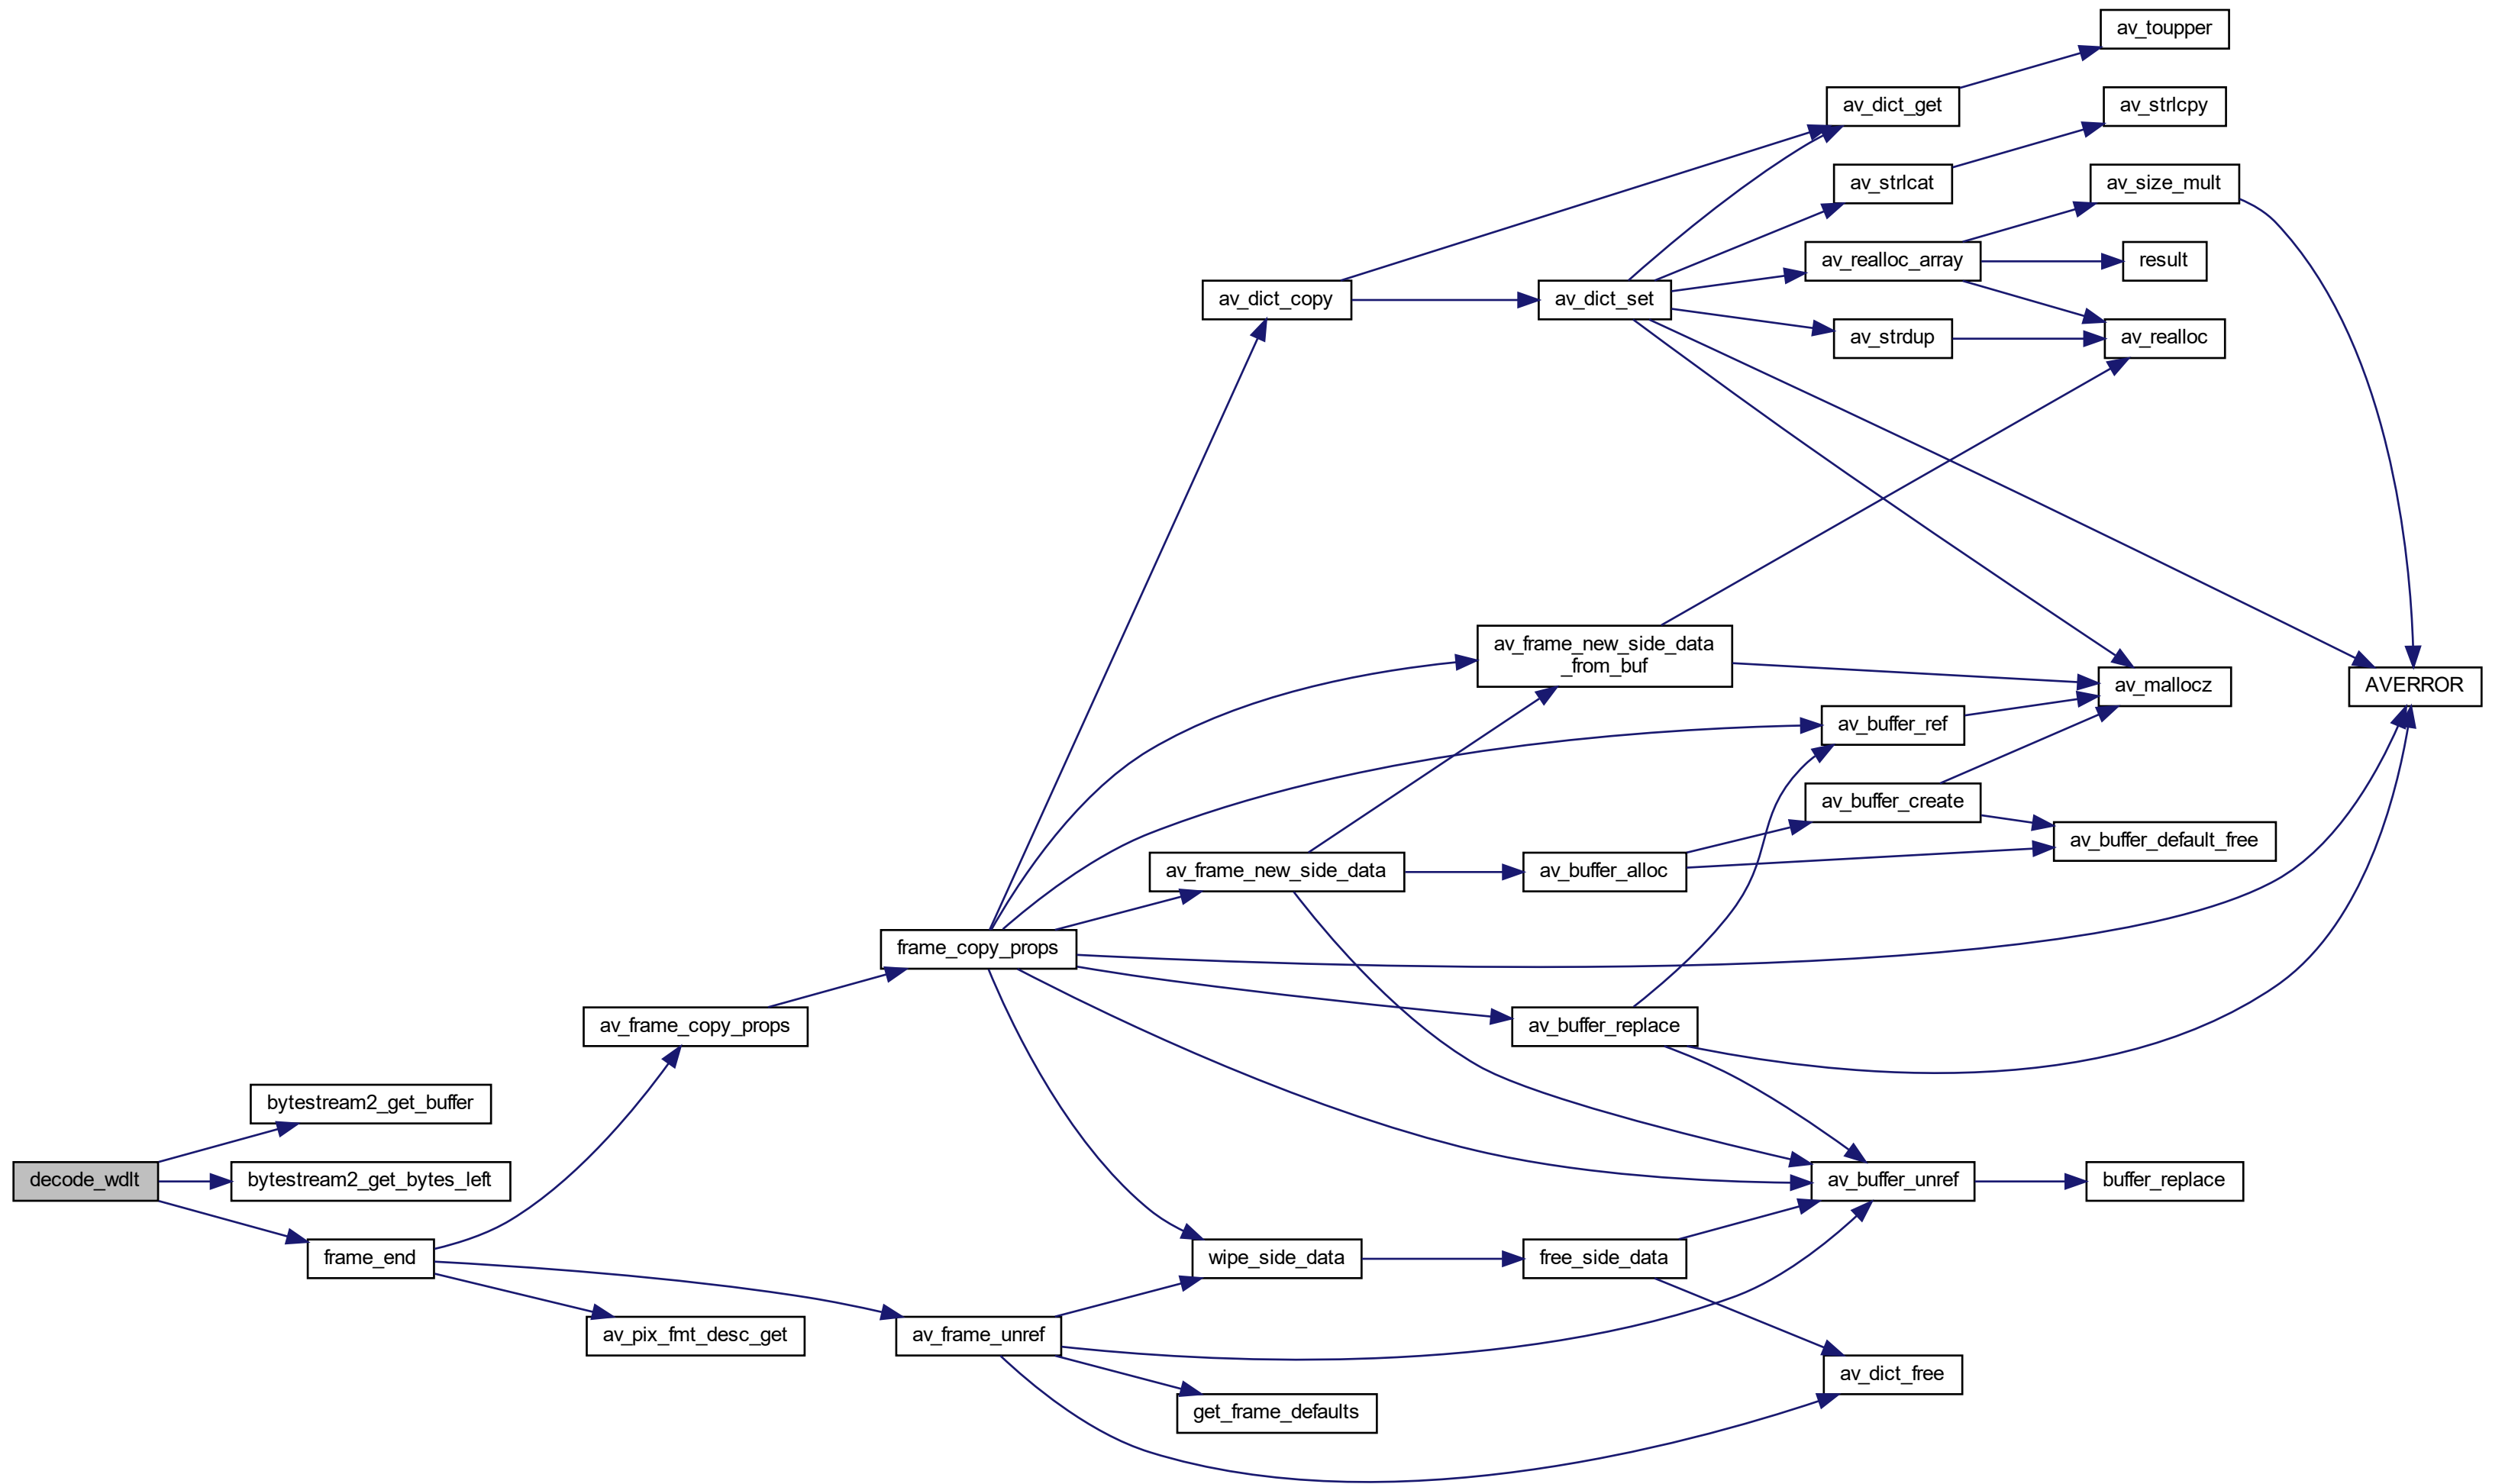 av_toupper
av_dict_get
av_strlcpy
av_strlcat
av_size_mult
av_realloc_array
result
av_dict_copy
av_dict_set
av_strdup
av_realloc
av_frame_new_side_data
_from_buf
av_mallocz
AVERROR
av_buffer_ref
av_buffer_create
av_buffer_default_free
av_frame_new_side_data
av_buffer_alloc
frame_copy_props
av_frame_copy_props
av_buffer_replace
bytestream2_get_buffer
decode_wdlt
bytestream2_get_bytes_left
av_buffer_unref
buffer_replace
frame_end
wipe_side_data
free_side_data
av_pix_fmt_desc_get
av_frame_unref
av_dict_free
get_frame_defaults